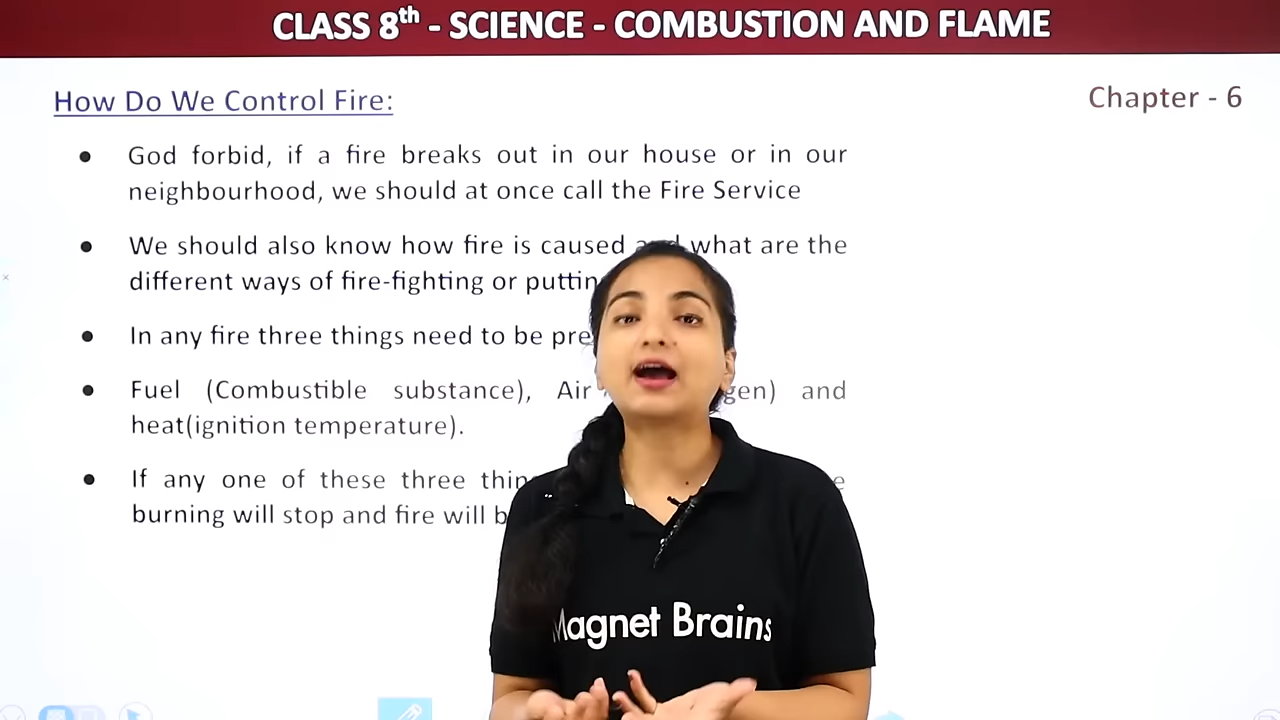 CLASS 8th - SCIENCE - COMBUSTION AND FLAME
How Do We Control Fire:
Chapter - 6
• God forbid, if a fire breaks out in our house or in our
neighbourhood, we should at once call the Fire Service
• We should also know how fire is caused and what are the
different ways of fire-fighting or
• In any fire three things need to be
• Fuel (Combustible substance), Air and
heat(ignition temperature).
• If any one of these three
burning will stop and fire will
Magnet Brains